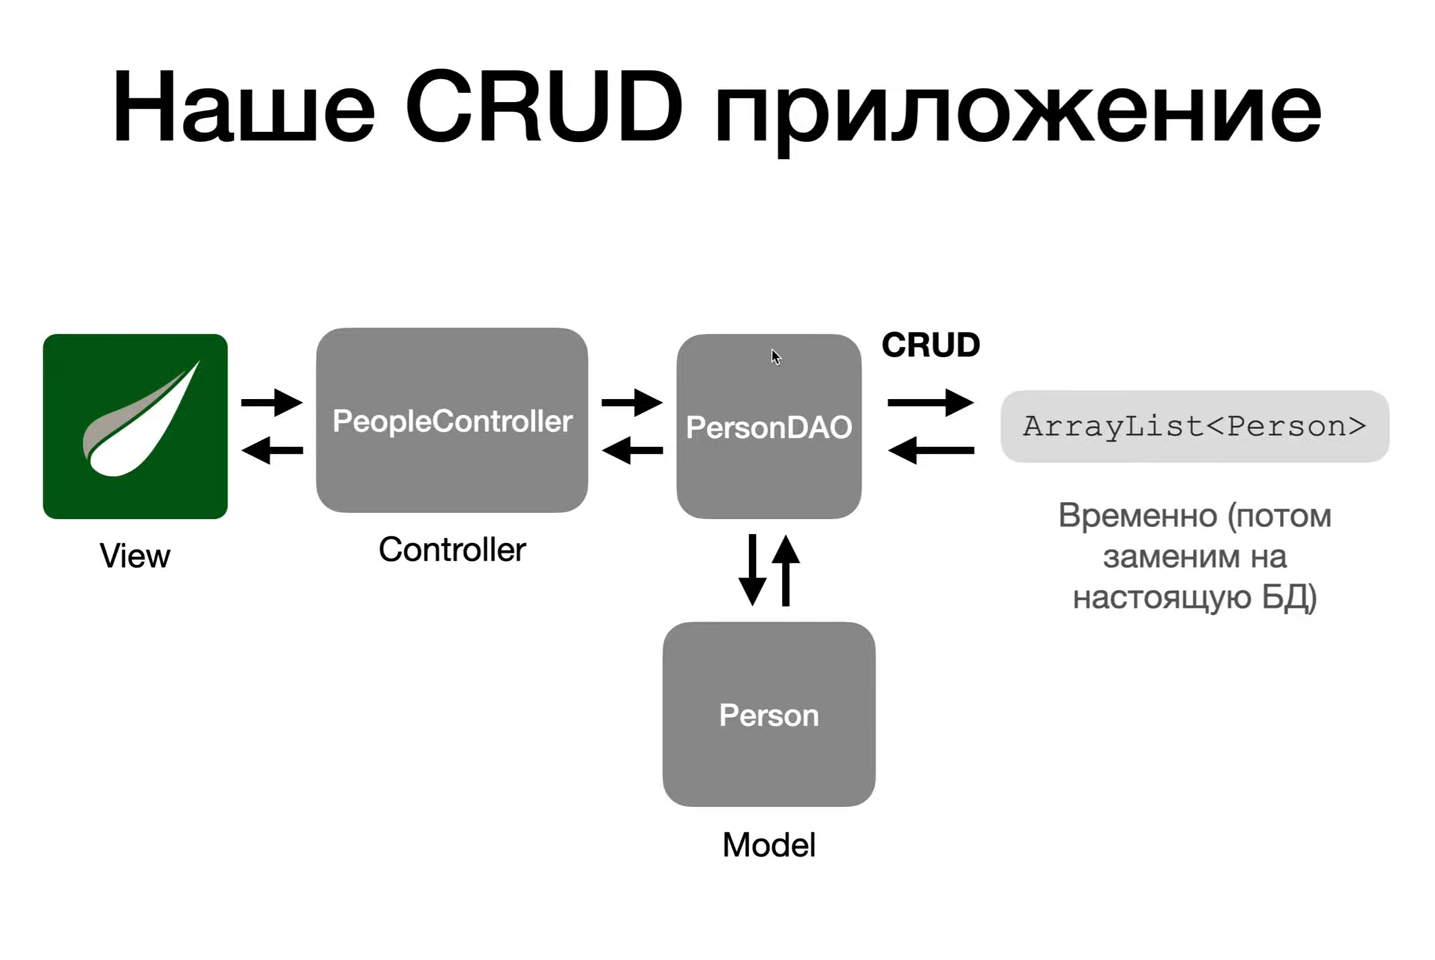 Наше CRUD приложение
CRUD
PeopleController
PersonDAO
ArrayList<Person>
View
Controller
Временно (потом
заменим на
настоящую БД)
Person
Model